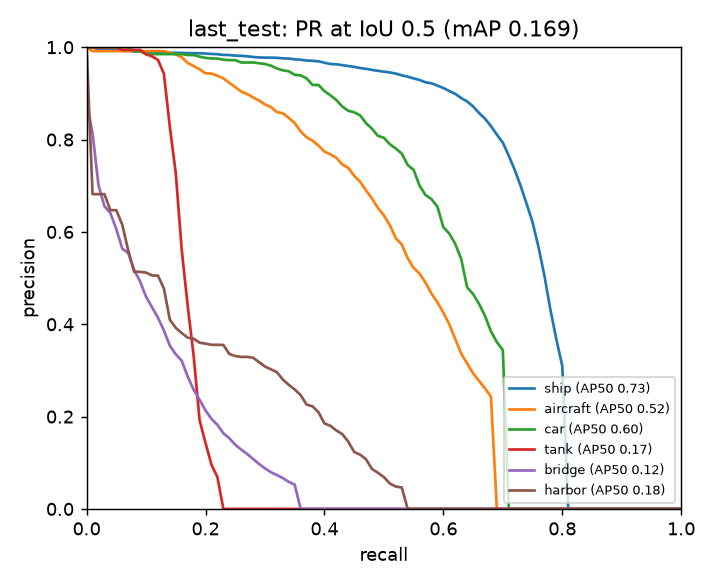 last_test: PR at IoU 0.5 (mAP 0.169)
precision
1.0
0.8
0.6
0.4
0.2
0.0
ship (AP50 0.73)
aircraft (AP50 0.52)
car (AP50 0.60)
tank (AP50 0.17)
bridge (AP50 0.12)
harbor (AP50 0.18)
0.0 0.2 0.4 0.6 0.8 1.0
recall